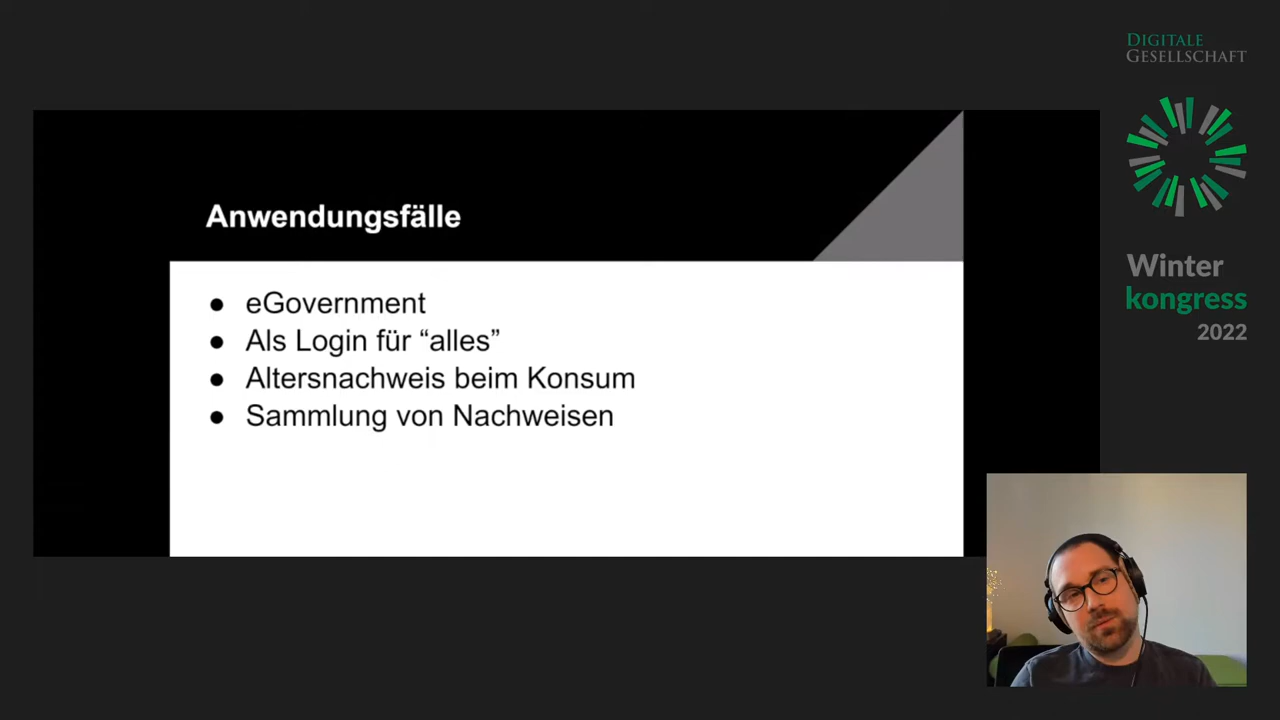 DIGITALE
GESELLSCHAFT
Anwendungsfälle
Winter
kongress
2022
● eGovernment
● Als Login für “alles”
● Altersnachweis beim Konsum
● Sammlung von Nachweisen